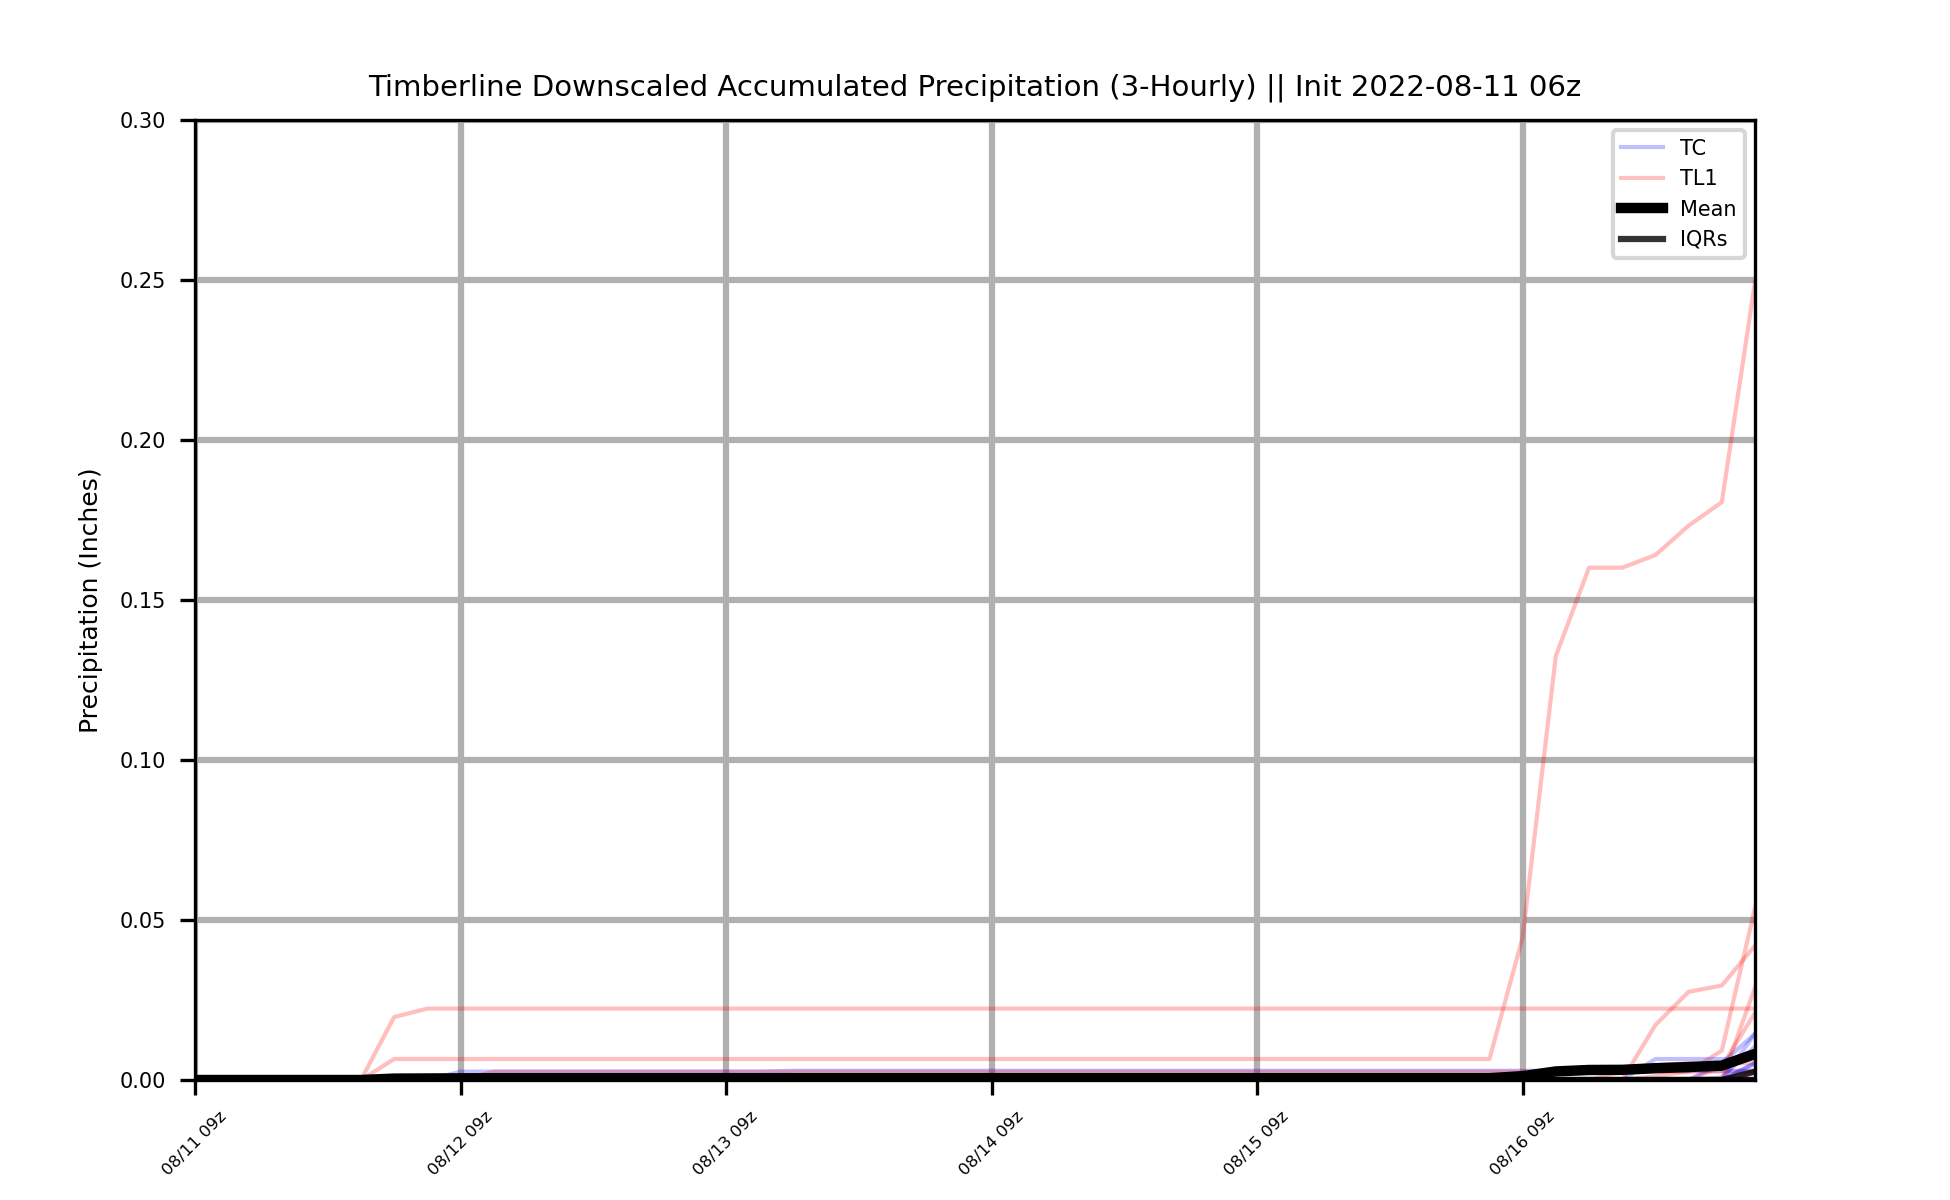 Timberline Downscaled Accumulated Precipitation (3-Hourly) || Init 2022-08-11 06z
0.30
0.25
0.20
0.15
0.10
0.05
0.00
Precipitation (Inches)
TC
TL1
Mean
IQRs
08/11 09z
08/12 09z
08/13 09z
08/14 09z
08/15 09z
08/16 09z